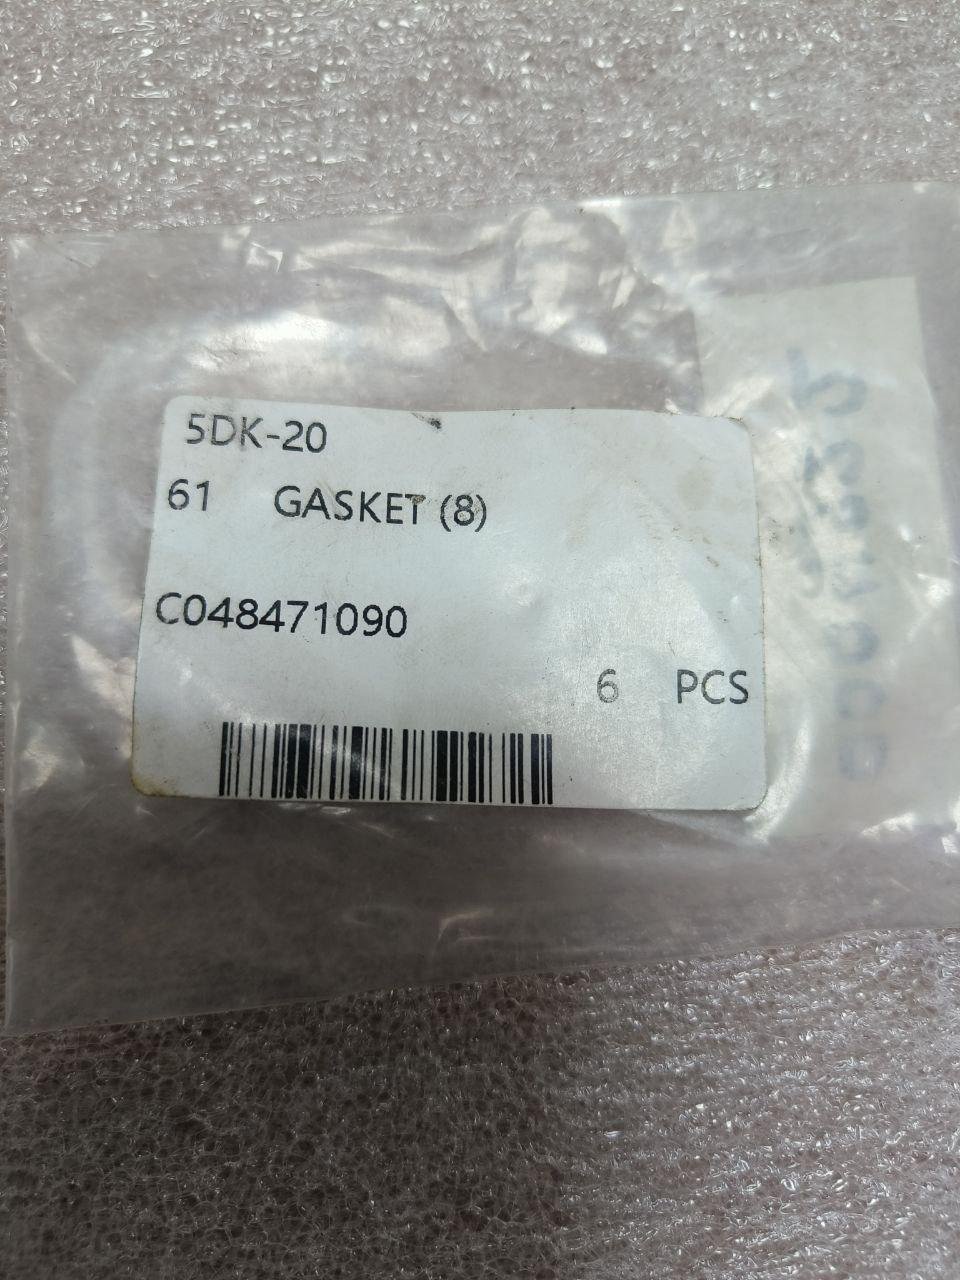 5DK-20
61 GASKET (8)
C048471090
6 PCS